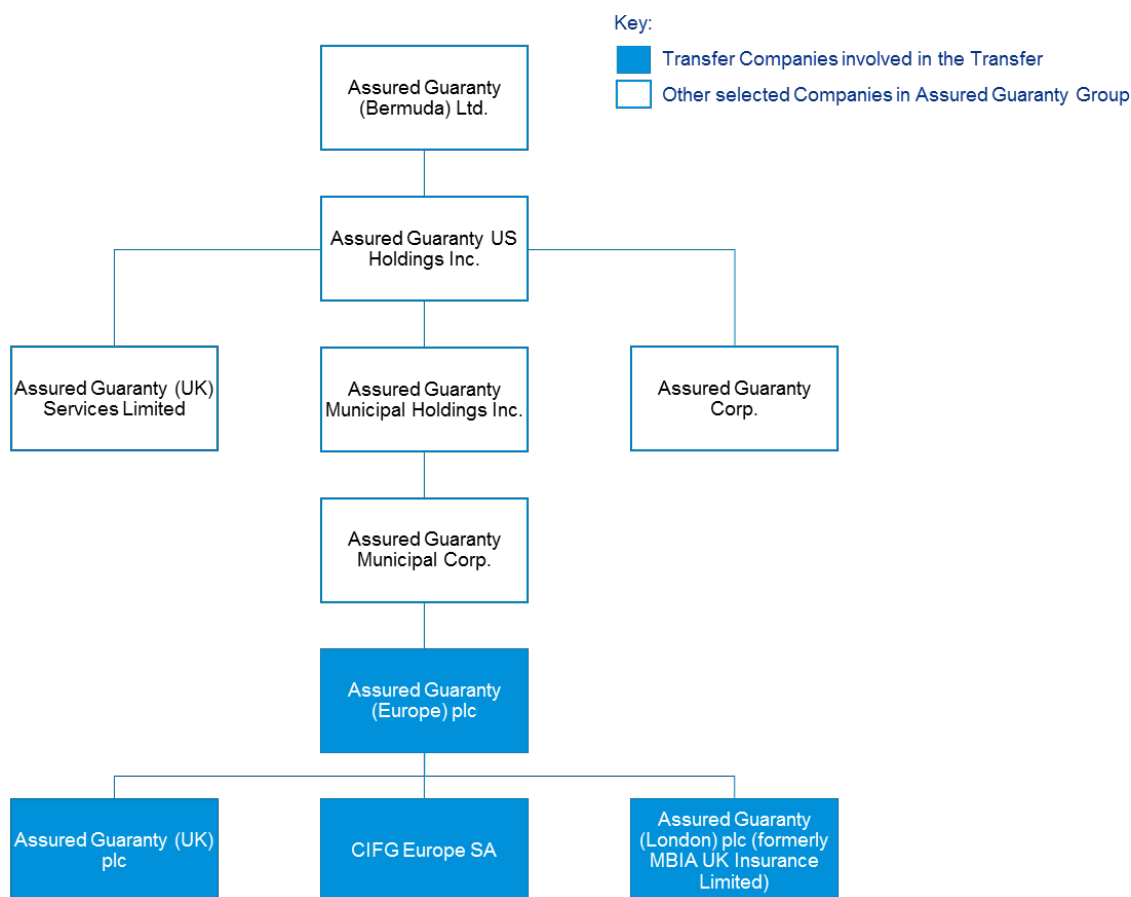 Key:
Transfer Companies involved in the Transfer
Other selected Companies in Assured Guaranty Group
Assured Guaranty
(Bermuda) Ltd.
Assured Guaranty US
Holdings Inc.
Assured Guaranty (UK)
Services Limited
Assured Guaranty
Municipal Holdings Inc.
Assured Guaranty
Corp.
Assured Guaranty
Municipal Corp.
Assured Guaranty
(Europe) plc
Assured Guaranty (UK)
plc
CIFG Europe SA
Assured Guaranty
(London) plc (formerly
MBIA UK Insurance
Limited)